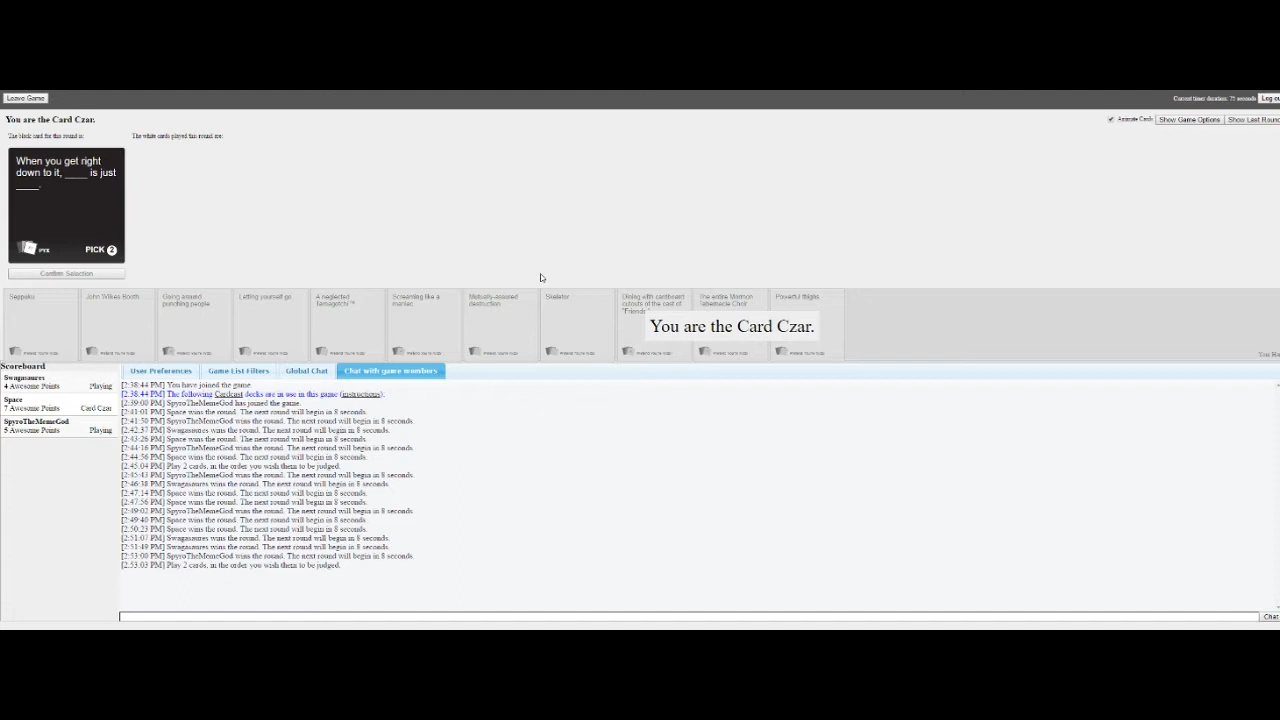 Leave Game
Current timer duration: 75 seconds
Log ou
You are the Card Czar.
Animate Cards
Show Game Options
Show Last Round
The black card for this round is:
The white cards played this round are:
When you get right
down to it, ____ is just
____.
PYX
PICK 2
Confirm Selection
Seppuku
John Wilkes Booth
Going around
punching people
Letting yourself go
A neglected
Tamagotchi™
Screaming like a
maniac
Mutually-assured
destruction
Skeletor
Dining with cardboard
cutouts of the cast of
"Friends"
The entire Mormon
Tabernacle Choir
Powerful thighs
You are the Card Czar.
Scoreboard
Swagasaures
4 Awesome Points Playing
Space
7 Awesome Points Card Czar
SpyroTheMemeGod
5 Awesome Points Playing
User Preferences
Game List Filters
Global Chat
Chat with game members
[2:38:44 PM] You have joined the game.
[2:38:44 PM] The following Cardcast decks are in use in this game (instructions):
[2:39:00 PM] SpyroTheMemeGod has joined the game.
[2:41:01 PM] Space wins the round. The next round will begin in 8 seconds.
[2:41:50 PM] SpyroTheMemeGod wins the round. The next round will begin in 8 seconds.
[2:42:37 PM] Swagasaures wins the round. The next round will begin in 8 seconds.
[2:43:26 PM] Space wins the round. The next round will begin in 8 seconds.
[2:44:16 PM] SpyroTheMemeGod wins the round. The next round will begin in 8 seconds.
[2:44:56 PM] Space wins the round. The next round will begin in 8 seconds.
[2:45:04 PM] Play 2 cards, in the order you wish them to be judged.
[2:45:43 PM] SpyroTheMemeGod wins the round. The next round will begin in 8 seconds.
[2:46:38 PM] Swagasaures wins the round. The next round will begin in 8 seconds.
[2:47:14 PM] Space wins the round. The next round will begin in 8 seconds.
[2:47:56 PM] Space wins the round. The next round will begin in 8 seconds.
[2:49:02 PM] SpyroTheMemeGod wins the round. The next round will begin in 8 seconds.
[2:49:40 PM] Space wins the round. The next round will begin in 8 seconds.
[2:50:23 PM] Space wins the round. The next round will begin in 8 seconds.
[2:51:07 PM] Swagasaures wins the round. The next round will begin in 8 seconds.
[2:51:49 PM] Swagasaures wins the round. The next round will begin in 8 seconds.
[2:53:00 PM] SpyroTheMemeGod wins the round. The next round will begin in 8 seconds.
[2:53:03 PM] Play 2 cards, in the order you wish them to be judged.
Chat